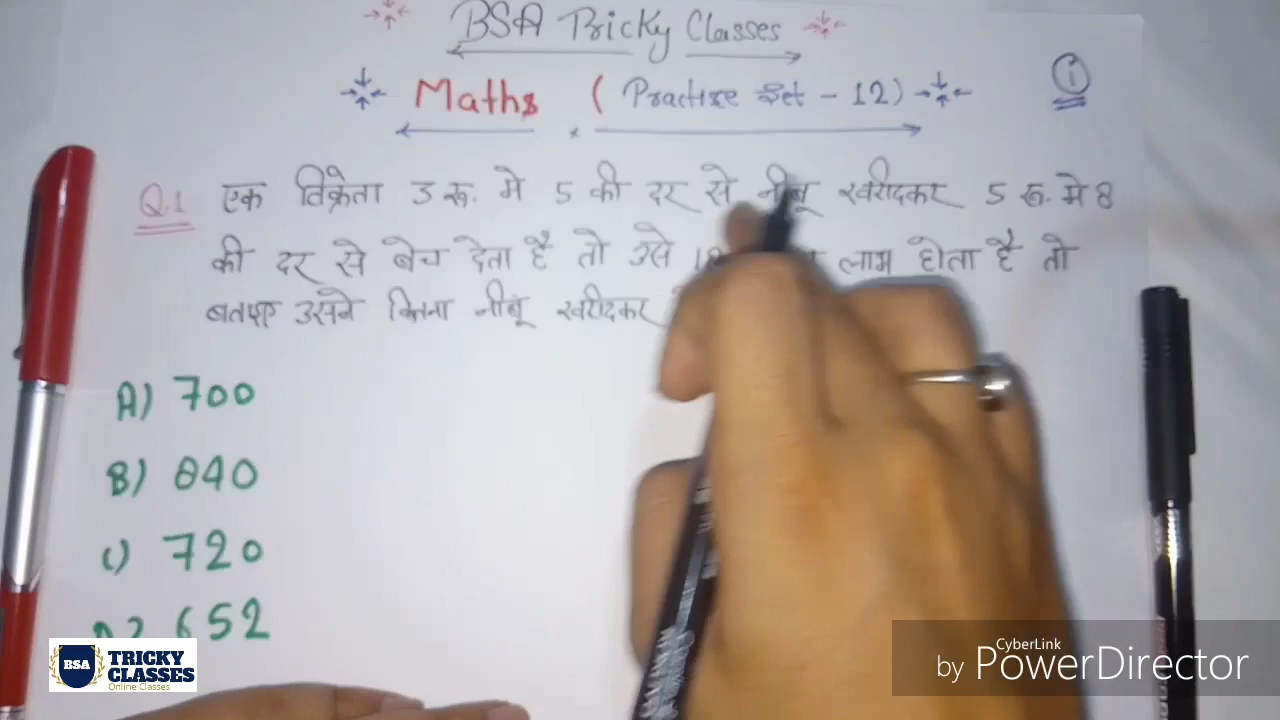 BSA Tricky Classes
Maths (Practise Set - 12)
1
Q.1 एक विक्रेता 3 रू. मे 5 की दर से नीबू खरीदकर 5 रू. मे 8
की दर से बेच देता है तो उसे लाभ होता है तो
बताए उसने कितना नीबू खरीदकर
A) 700
B) 840
C) 720
652
BSA TRICKY CLASSES
Online Classes
by CyberLink PowerDirector